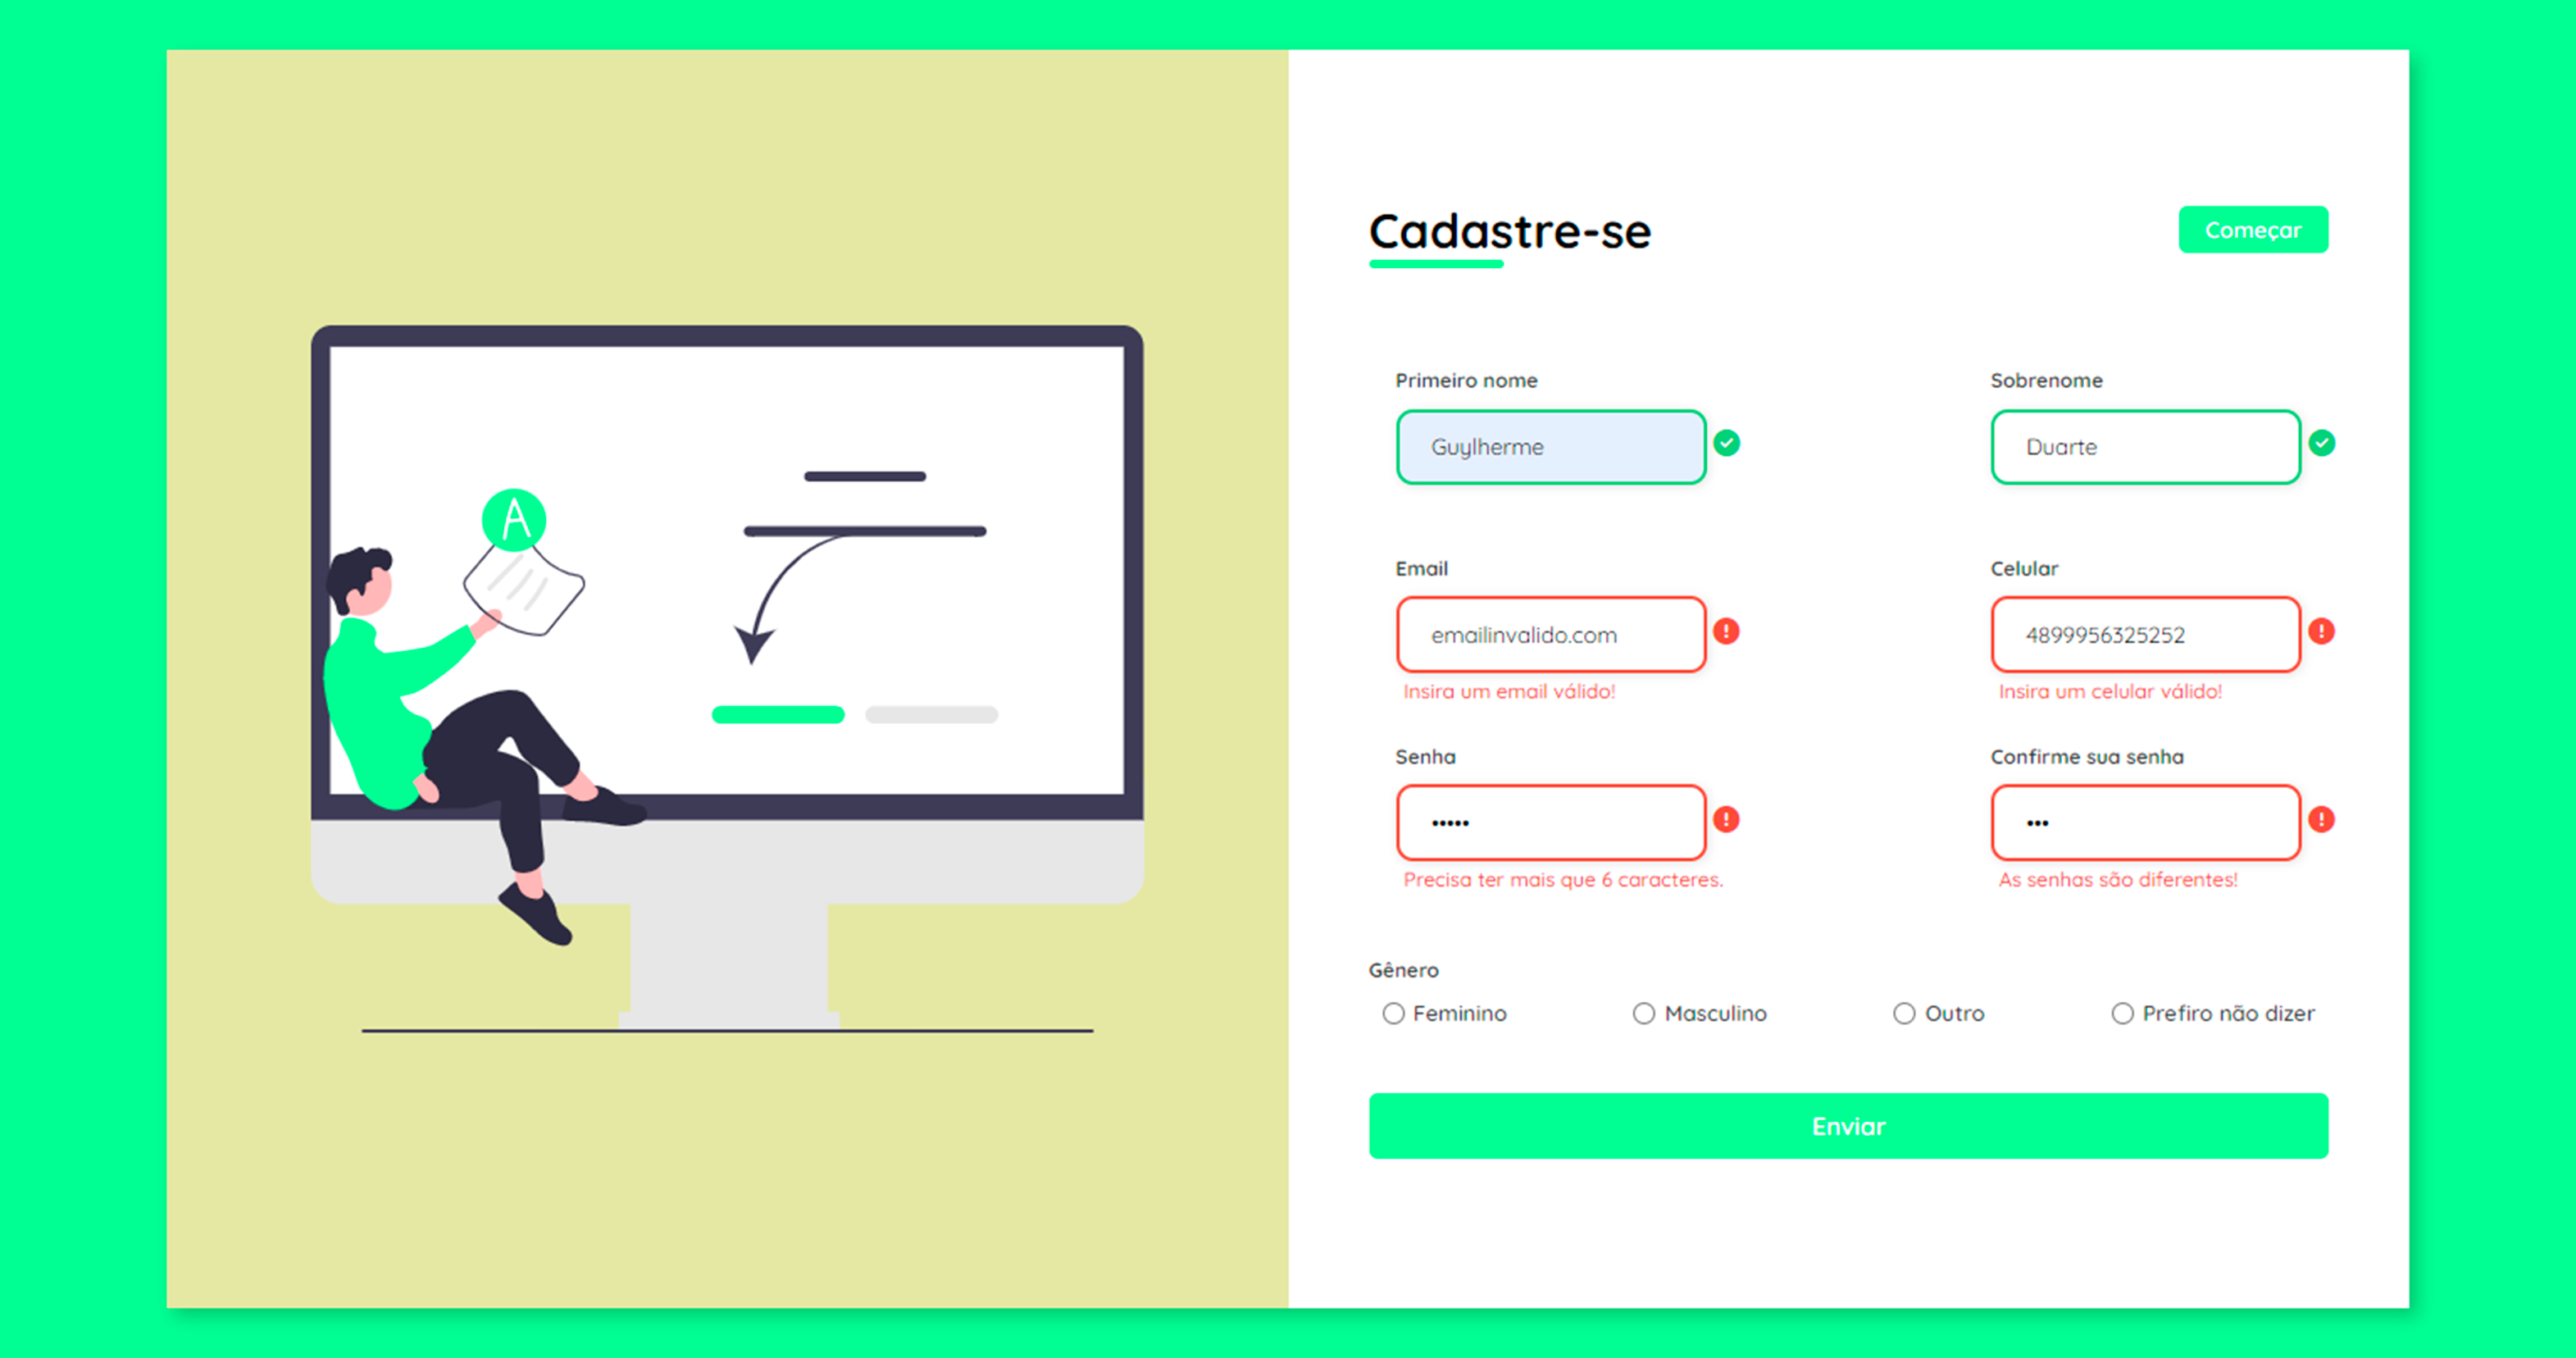 A
Cadastre-se
Começar
Primeiro nome
Sobrenome
Guylherme
Duarte
Email
Celular
emailinvalido.com
4899956325252
Insira um email válido!
Insira um celular válido!
Senha
Confirme sua senha
•••••
•••
Precisa ter mais que 6 caracteres.
As senhas são diferentes!
Gênero
Feminino
Masculino
Outro
Prefiro não dizer
Enviar